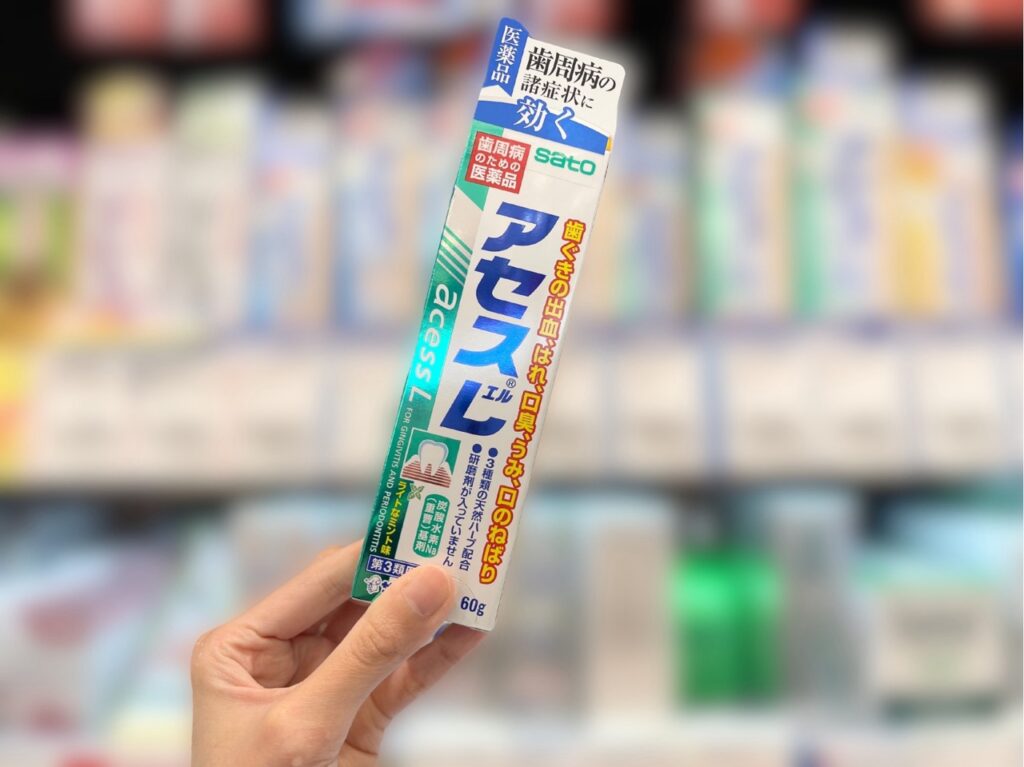 医薬品
歯周病の
諸症状に
効く
歯周病
のための
医薬品
sato
アセスL®
エル
歯ぐきの出血、はれ、口臭、うみ、口のねばり
acess L
FOR GINGIVITIS AND PERIODONTITIS
●3種類の天然ハーブ配合
●研磨剤が入っていません
炭酸水素Na
(重曹)基剤
ライトなミント味
第3類
60g